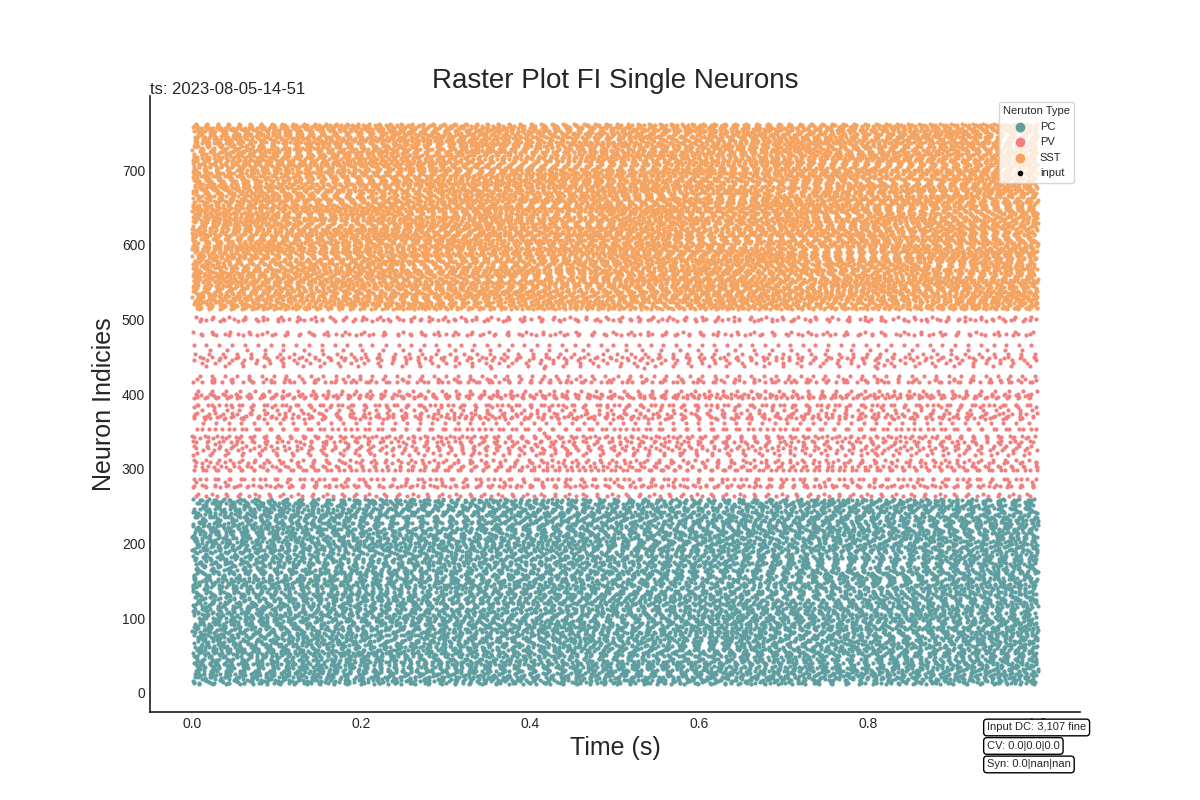 Raster Plot FI Single Neurons
ts: 2023-08-05-14-51
Neruton Type
PC
PV
SST
input
Neuron Indicies
700
600
500
400
300
200
100
0
0.0
0.2
0.4
0.6
0.8
Time (s)
Input DC: 3,107 fine
CV: 0.0|0.0|0.0
Syn: 0.0|nan|nan